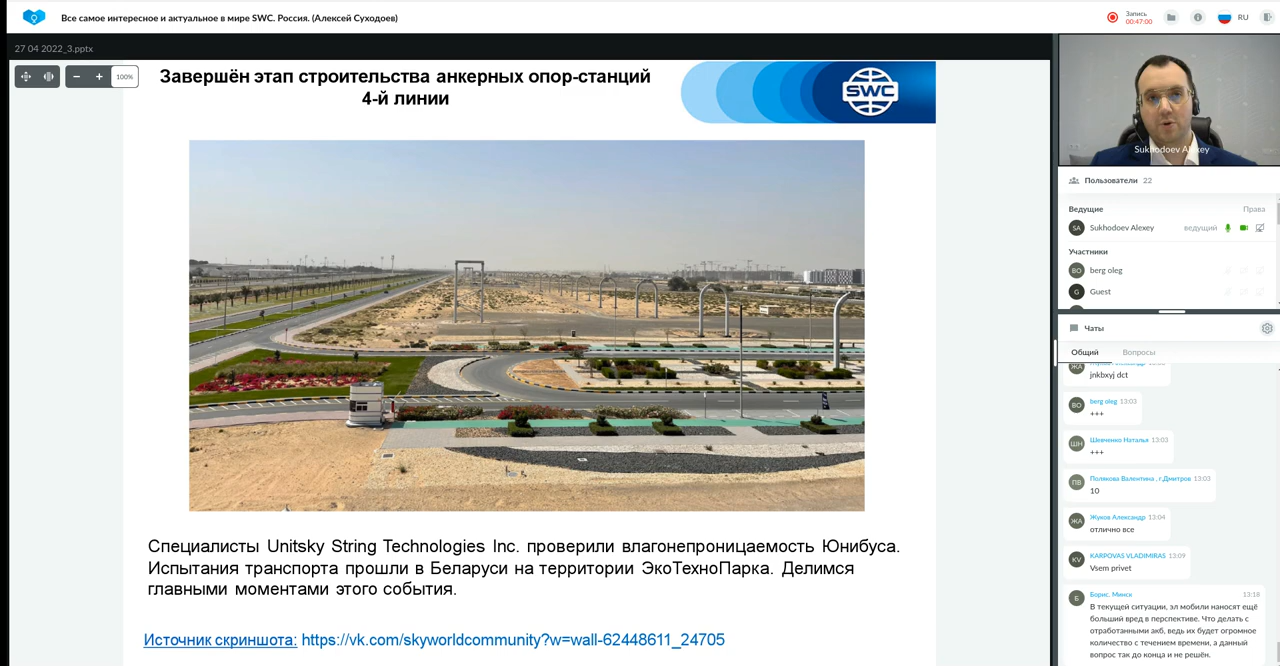 Все самое интересное и актуальное в мире SWC. Россия. (Алексей Суходоев)
Запись
00:47:00
RU
27 04 2022_3.pptx
100%
Завершён этап строительства анкерных опор-станций
4-й линии
SWC
Специалисты Unitsky String Technologies Inc. проверили влагонепроницаемость Юнибуса.
Испытания транспорта пришли в Беларуси на территории ЭкоТехноПарка. Делимся
главными моментами этого события.
Источник скриншота: https://vk.com/skyworldcommunity?w=wall-62448611_24705
Sukhodoev Alexey
Пользователи 22
Ведущие Права
SA Sukhodoev Alexey ведущий
Участники
BO berg oleg
G Guest
Чаты
Общий Вопросы
ЖА
jnkbxyj dct
BO berg oleg 13:03
+++
ШН Шевченко Наталья 13:03
+++
ПВ Полякова Валентина , г.Дмитров 13:03
10
ЖА Жуков Александр 13:04
отлично все
KV KARPOVAS VLADIMIRAS 13:09
Vsem privet
Б Борис. Минск 13:18
В текущей ситуации, эл мобили наносят ещё
больший вред в перспективе. Что делать с
отработанными акб, ведь их будет огромное
количество с течением времени, а данный
вопрос так до конца и не решён.